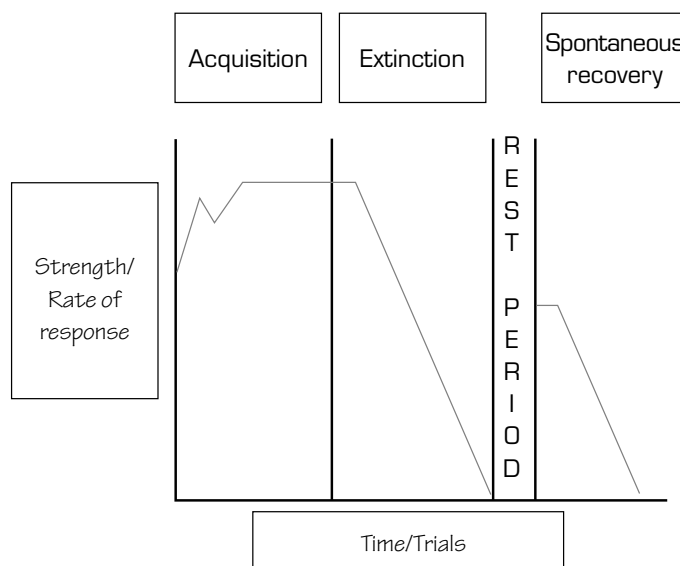 Acquisition
Extinction
Spontaneous
recovery
Strength/
Rate of
response
R
E
S
T
P
E
R
I
O
D
Time/Trials